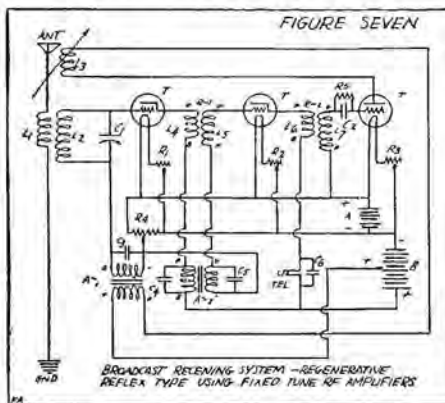 FIGURE SEVEN
ANT
L3
T
T
T
R5
L1
L2
C1
L4
L5
L6
L7
C2
R1
R2
R3
R4
A
+
-
B
C4
C5
C6
TEL
GND
BROADCAST RECEIVING SYSTEM - REGENERATIVE
REFLEX TYPE USING FIXED TUNE RF AMPLIFIERS